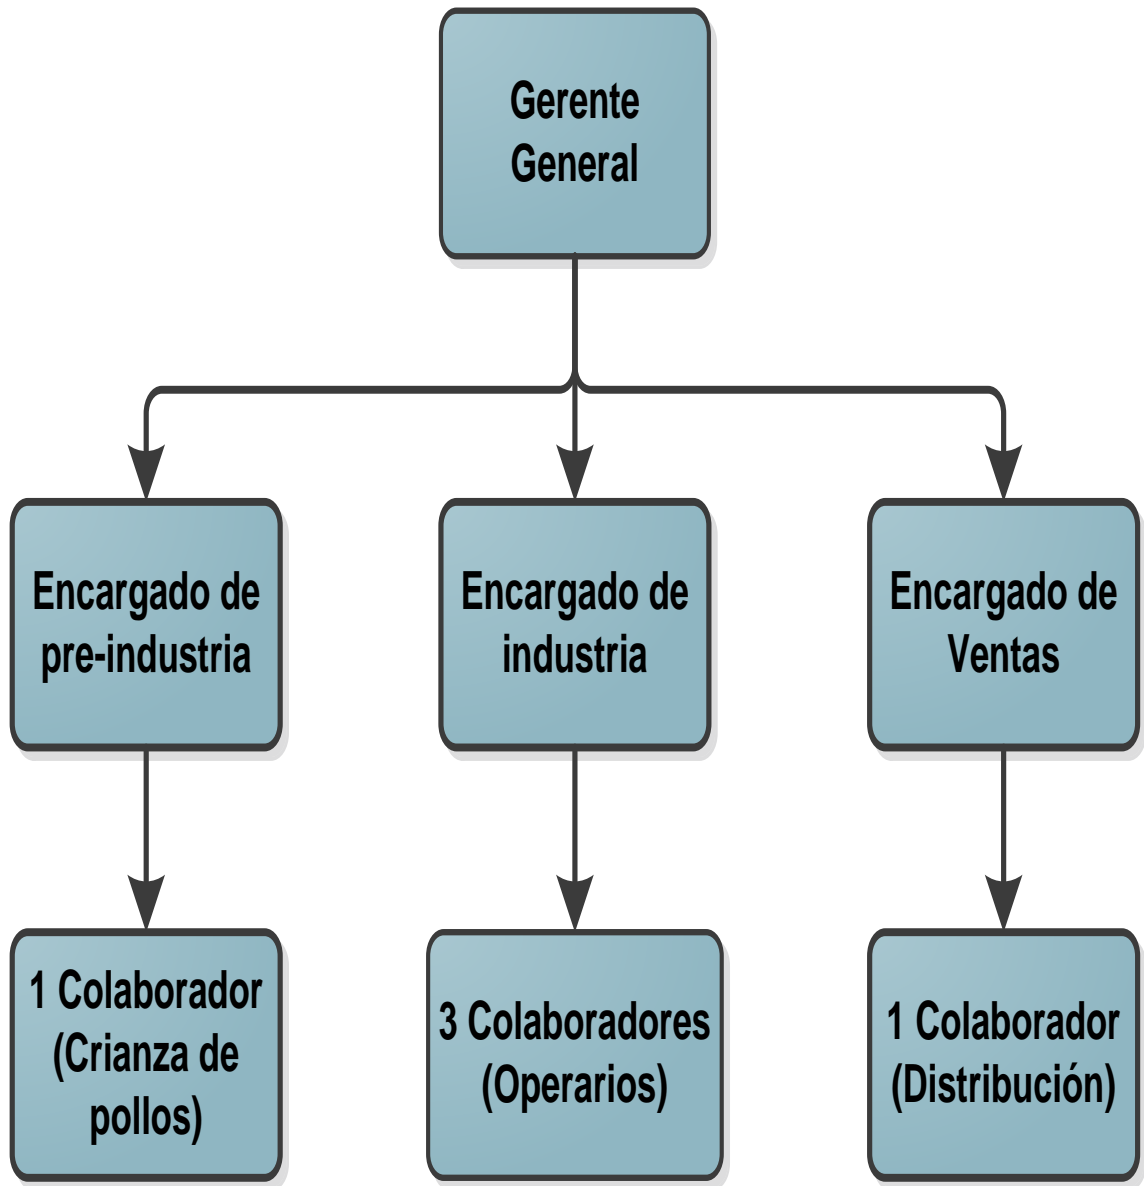 Gerente
General
Encargado de
pre-industria
Encargado de
industria
Encargado de
Ventas
1 Colaborador
(Crianza de
pollos)
3 Colaboradores
(Operarios)
1 Colaborador
(Distribución)